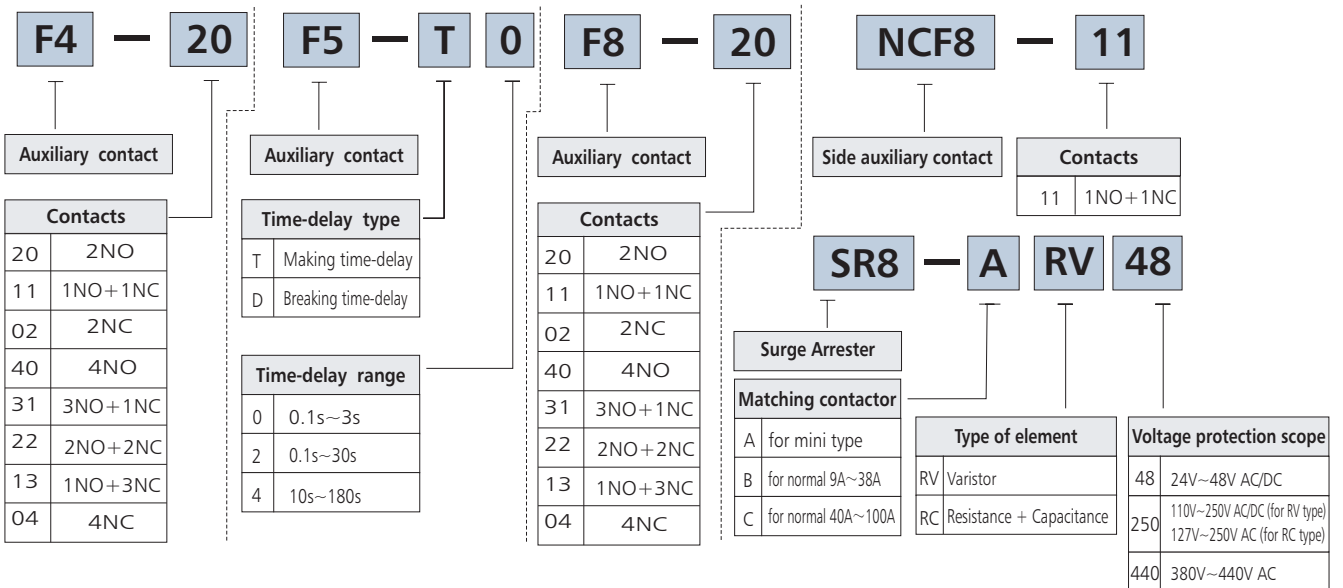 F4 — 20
Auxiliary contact
Contacts
20 2NO
11 1NO+1NC
02 2NC
40 4NO
31 3NO+1NC
22 2NO+2NC
13 1NO+3NC
04 4NC
F5 — T 0
Auxiliary contact
Time-delay type
T Making time-delay
D Breaking time-delay
Time-delay range
0 0.1s~3s
2 0.1s~30s
4 10s~180s
F8 — 20
Auxiliary contact
Contacts
20 2NO
11 1NO+1NC
02 2NC
40 4NO
31 3NO+1NC
22 2NO+2NC
13 1NO+3NC
04 4NC
NCF8 — 11
Side auxiliary contact
Contacts
11 1NO+1NC
SR8 — A RV 48
Surge Arrester
Matching contactor
A for mini type
B for normal 9A~38A
C for normal 40A~100A
Type of element
RV Varistor
RC Resistance + Capacitance
Voltage protection scope
48 24V~48V AC/DC
250 110V~250V AC/DC (for RV type)
127V~250V AC (for RC type)
440 380V~440V AC